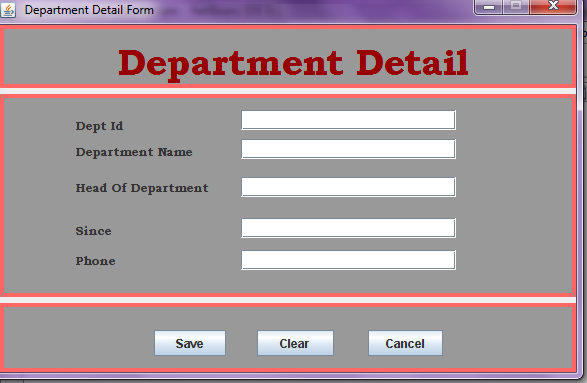 Department Detail Form
Department Detail
Dept Id
Department Name
Head Of Department
Since
Phone
Save Clear Cancel